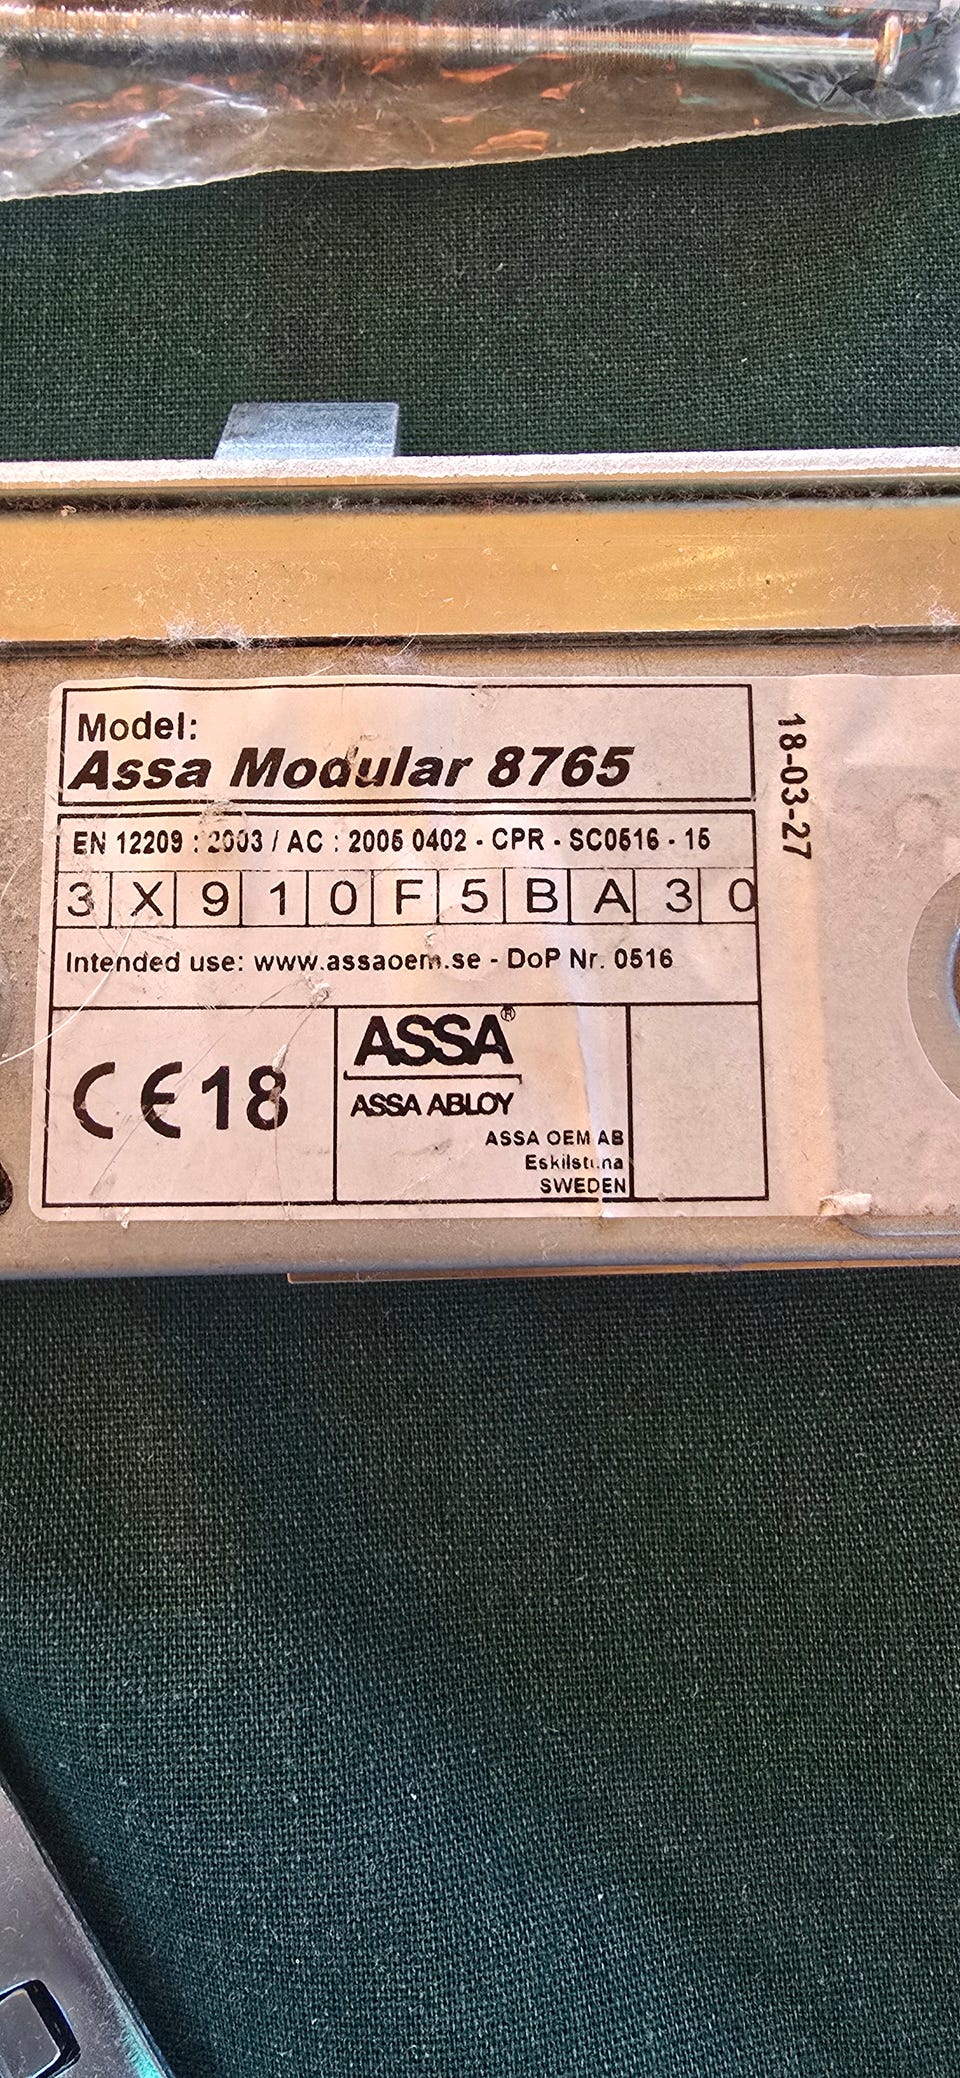 Model:
Assa Modular 8765
EN 12209 : 2003 / AC : 2005 0402 - CPR - SC0516 - 15
3 X 9 1 0 F 5 B A 3 0
Intended use: www.assaoem.se - DoP Nr. 0516
CE 18
ASSA®
ASSA ABLOY
ASSA OEM AB
Eskilstuna
SWEDEN
18-03-27